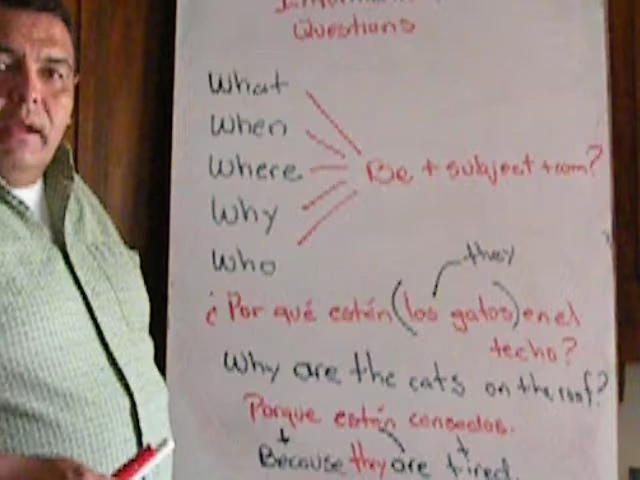 Questions
What
When
Where
Why
Who
Be + subject + com?
they
¿Por qué están (los gatos) en el
techo?
Why are the cats on the roof?
Porque están cansados.
Because they are tired.